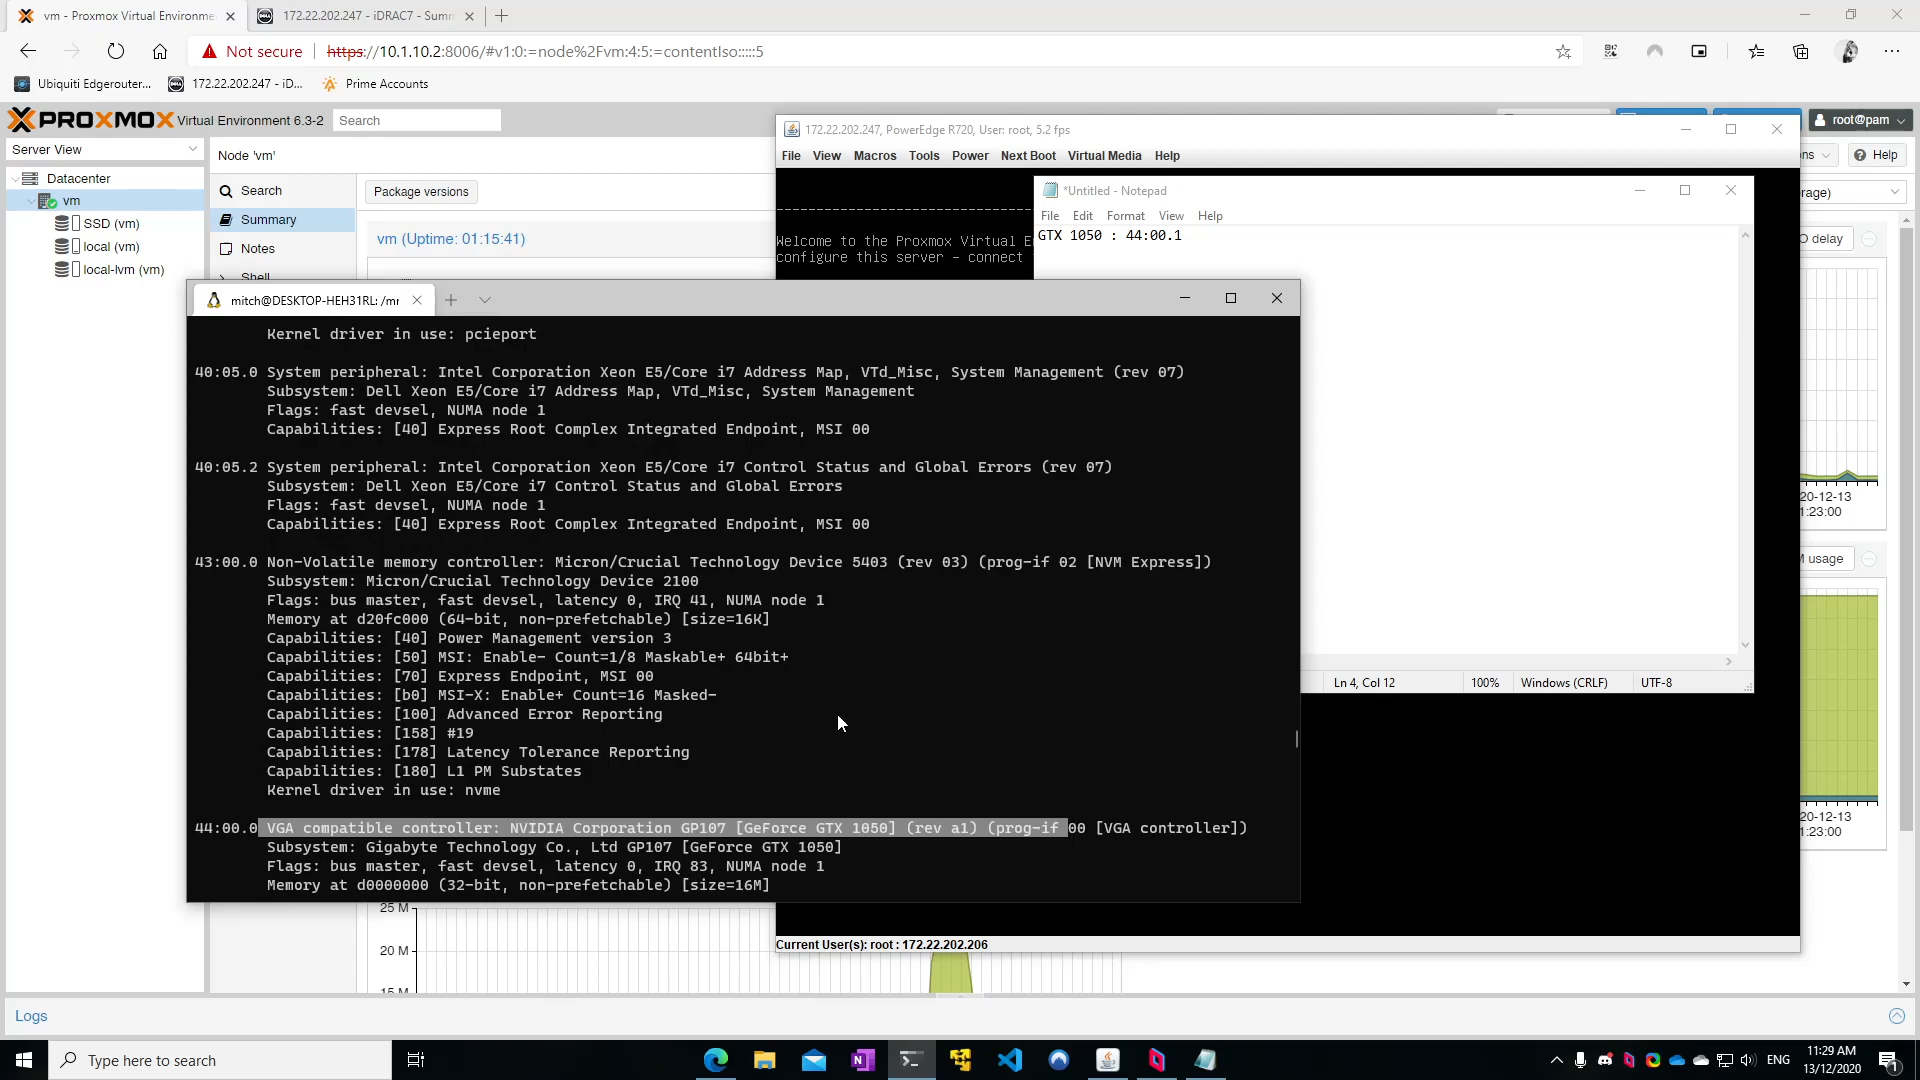 vm - Proxmox Virtual Environme
172.22.202.247 - iDRAC7 - Summ
Not secure
https://10.1.10.2:8006/#v1:0:=node%2Fvm:4:5:=contentIso:::::5
Ubiquiti Edgerouter...
172.22.202.247 - iD...
Prime Accounts
PROXMOX Virtual Environment 6.3-2
Search
root@pam
Server View
Node 'vm'
Help
Datacenter
vm
SSD (vm)
local (vm)
local-lvm (vm)
Search
Summary
Notes
Shell
Package versions
vm (Uptime: 01:15:41)
172.22.202.247, PowerEdge R720, User: root, 5.2 fps
File View Macros Tools Power Next Boot Virtual Media Help
Welcome to the Proxmox Virtual E
configure this server - connect
*Untitled - Notepad
File Edit Format View Help
GTX 1050 : 44:00.1
Ln 4, Col 12
100%
Windows (CRLF)
UTF-8
ns
rage)
O delay
20-12-13
1:23:00
M usage
20-12-13
1:23:00
mitch@DESKTOP-HEH31RL: /mr
Kernel driver in use: pcieport
40:05.0 System peripheral: Intel Corporation Xeon E5/Core i7 Address Map, VTd_Misc, System Management (rev 07)
Subsystem: Dell Xeon E5/Core i7 Address Map, VTd_Misc, System Management
Flags: fast devsel, NUMA node 1
Capabilities: [40] Express Root Complex Integrated Endpoint, MSI 00
40:05.2 System peripheral: Intel Corporation Xeon E5/Core i7 Control Status and Global Errors (rev 07)
Subsystem: Dell Xeon E5/Core i7 Control Status and Global Errors
Flags: fast devsel, NUMA node 1
Capabilities: [40] Express Root Complex Integrated Endpoint, MSI 00
43:00.0 Non-Volatile memory controller: Micron/Crucial Technology Device 5403 (rev 03) (prog-if 02 [NVM Express])
Subsystem: Micron/Crucial Technology Device 2100
Flags: bus master, fast devsel, latency 0, IRQ 41, NUMA node 1
Memory at d20fc000 (64-bit, non-prefetchable) [size=16K]
Capabilities: [40] Power Management version 3
Capabilities: [50] MSI: Enable- Count=1/8 Maskable+ 64bit+
Capabilities: [70] Express Endpoint, MSI 00
Capabilities: [b0] MSI-X: Enable+ Count=16 Masked-
Capabilities: [100] Advanced Error Reporting
Capabilities: [158] #19
Capabilities: [178] Latency Tolerance Reporting
Capabilities: [180] L1 PM Substates
Kernel driver in use: nvme
44:00.0 VGA compatible controller: NVIDIA Corporation GP107 [GeForce GTX 1050] (rev a1) (prog-if 00 [VGA controller])
Subsystem: Gigabyte Technology Co., Ltd GP107 [GeForce GTX 1050]
Flags: bus master, fast devsel, latency 0, IRQ 83, NUMA node 1
Memory at d0000000 (32-bit, non-prefetchable) [size=16M]
25 M
20 M
15 M
Current User(s): root : 172.22.202.206
Logs
Type here to search
ENG
11:29 AM
13/12/2020
1